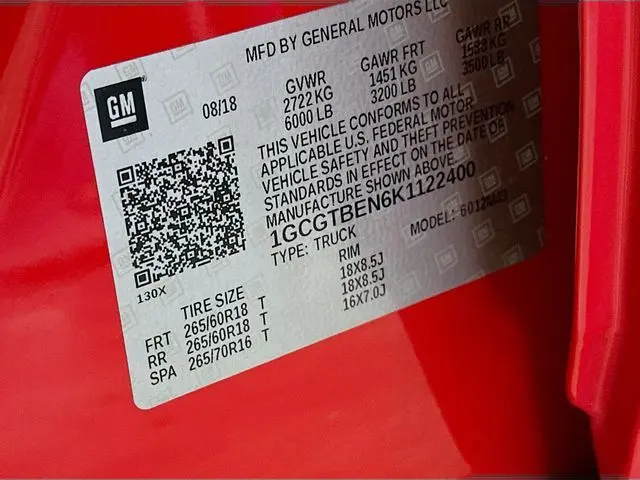 MFD BY GENERAL MOTORS LLC
GM
08/18
GVWR GAWR FRT GAWR RR
2722 KG 1451 KG 1588 KG
6000 LB 3200 LB 3500 LB
THIS VEHICLE CONFORMS TO ALL
APPLICABLE U.S. FEDERAL MOTOR
VEHICLE SAFETY AND THEFT PREVENTION
STANDARDS IN EFFECT ON THE DATE OF
MANUFACTURE SHOWN ABOVE.
1GCGTBEN6K1122400
TYPE: TRUCK MODEL:
130X
TIRE SIZE RIM
FRT 265/60R18 T 18X8.5J
RR 265/60R18 T 18X8.5J
SPA 265/70R16 T 16X7.0J